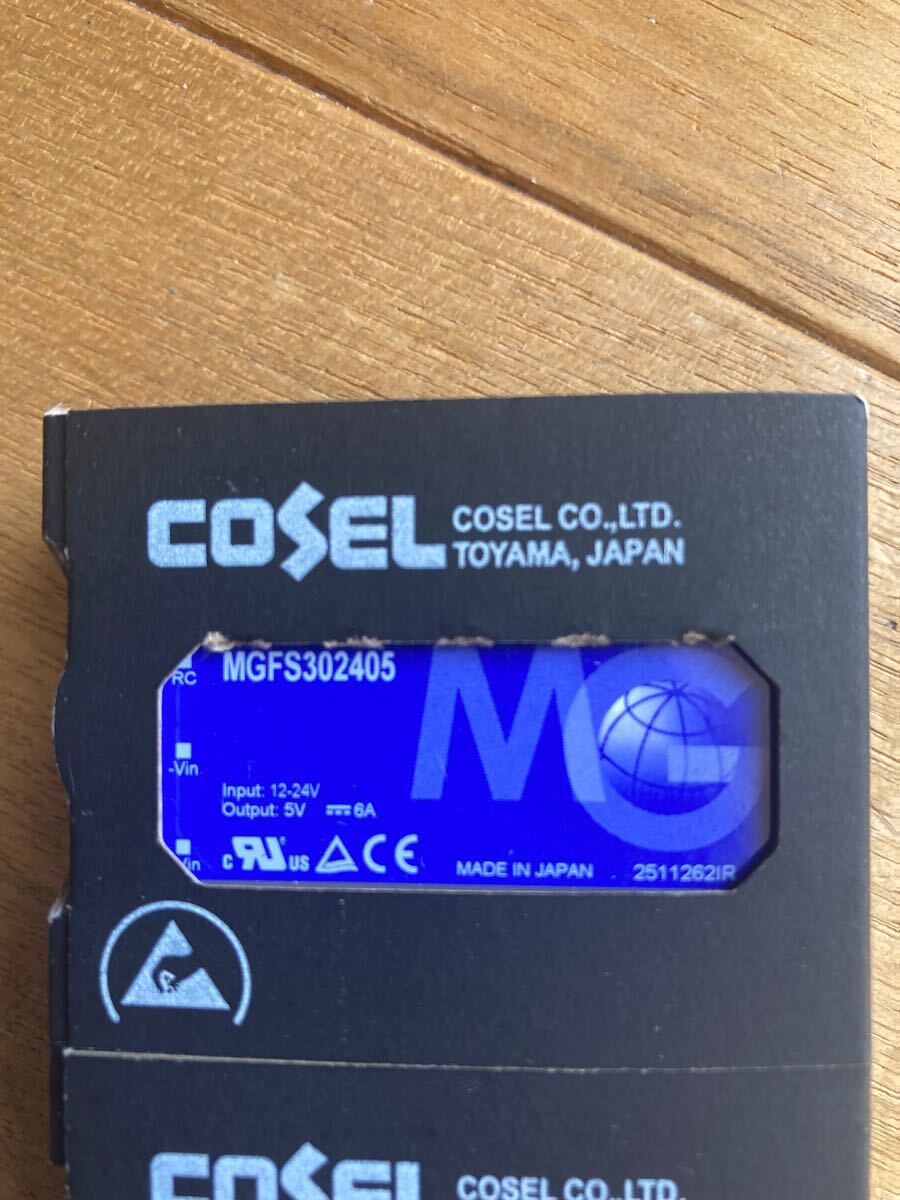 COSEL
COSEL CO.,LTD.
TOYAMA, JAPAN
MGFS302405
MG
RC
-Vin
Input: 12-24V
Output: 5V ⎓ 6A
Vin
C UL US CE
MADE IN JAPAN
2511262IR
COSEL
COSEL CO.,LTD.